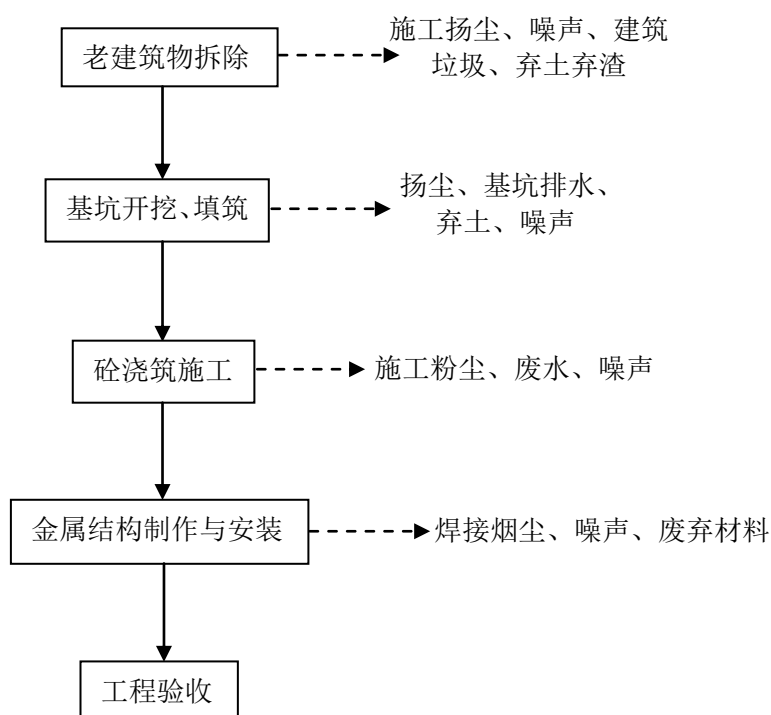 老建筑物拆除
施工扬尘、噪声、建筑
垃圾、弃土弃渣
基坑开挖、填筑
扬尘、基坑排水、
弃土、噪声
砼浇筑施工
施工粉尘、废水、噪声
金属结构制作与安装
焊接烟尘、噪声、废弃材料
工程验收